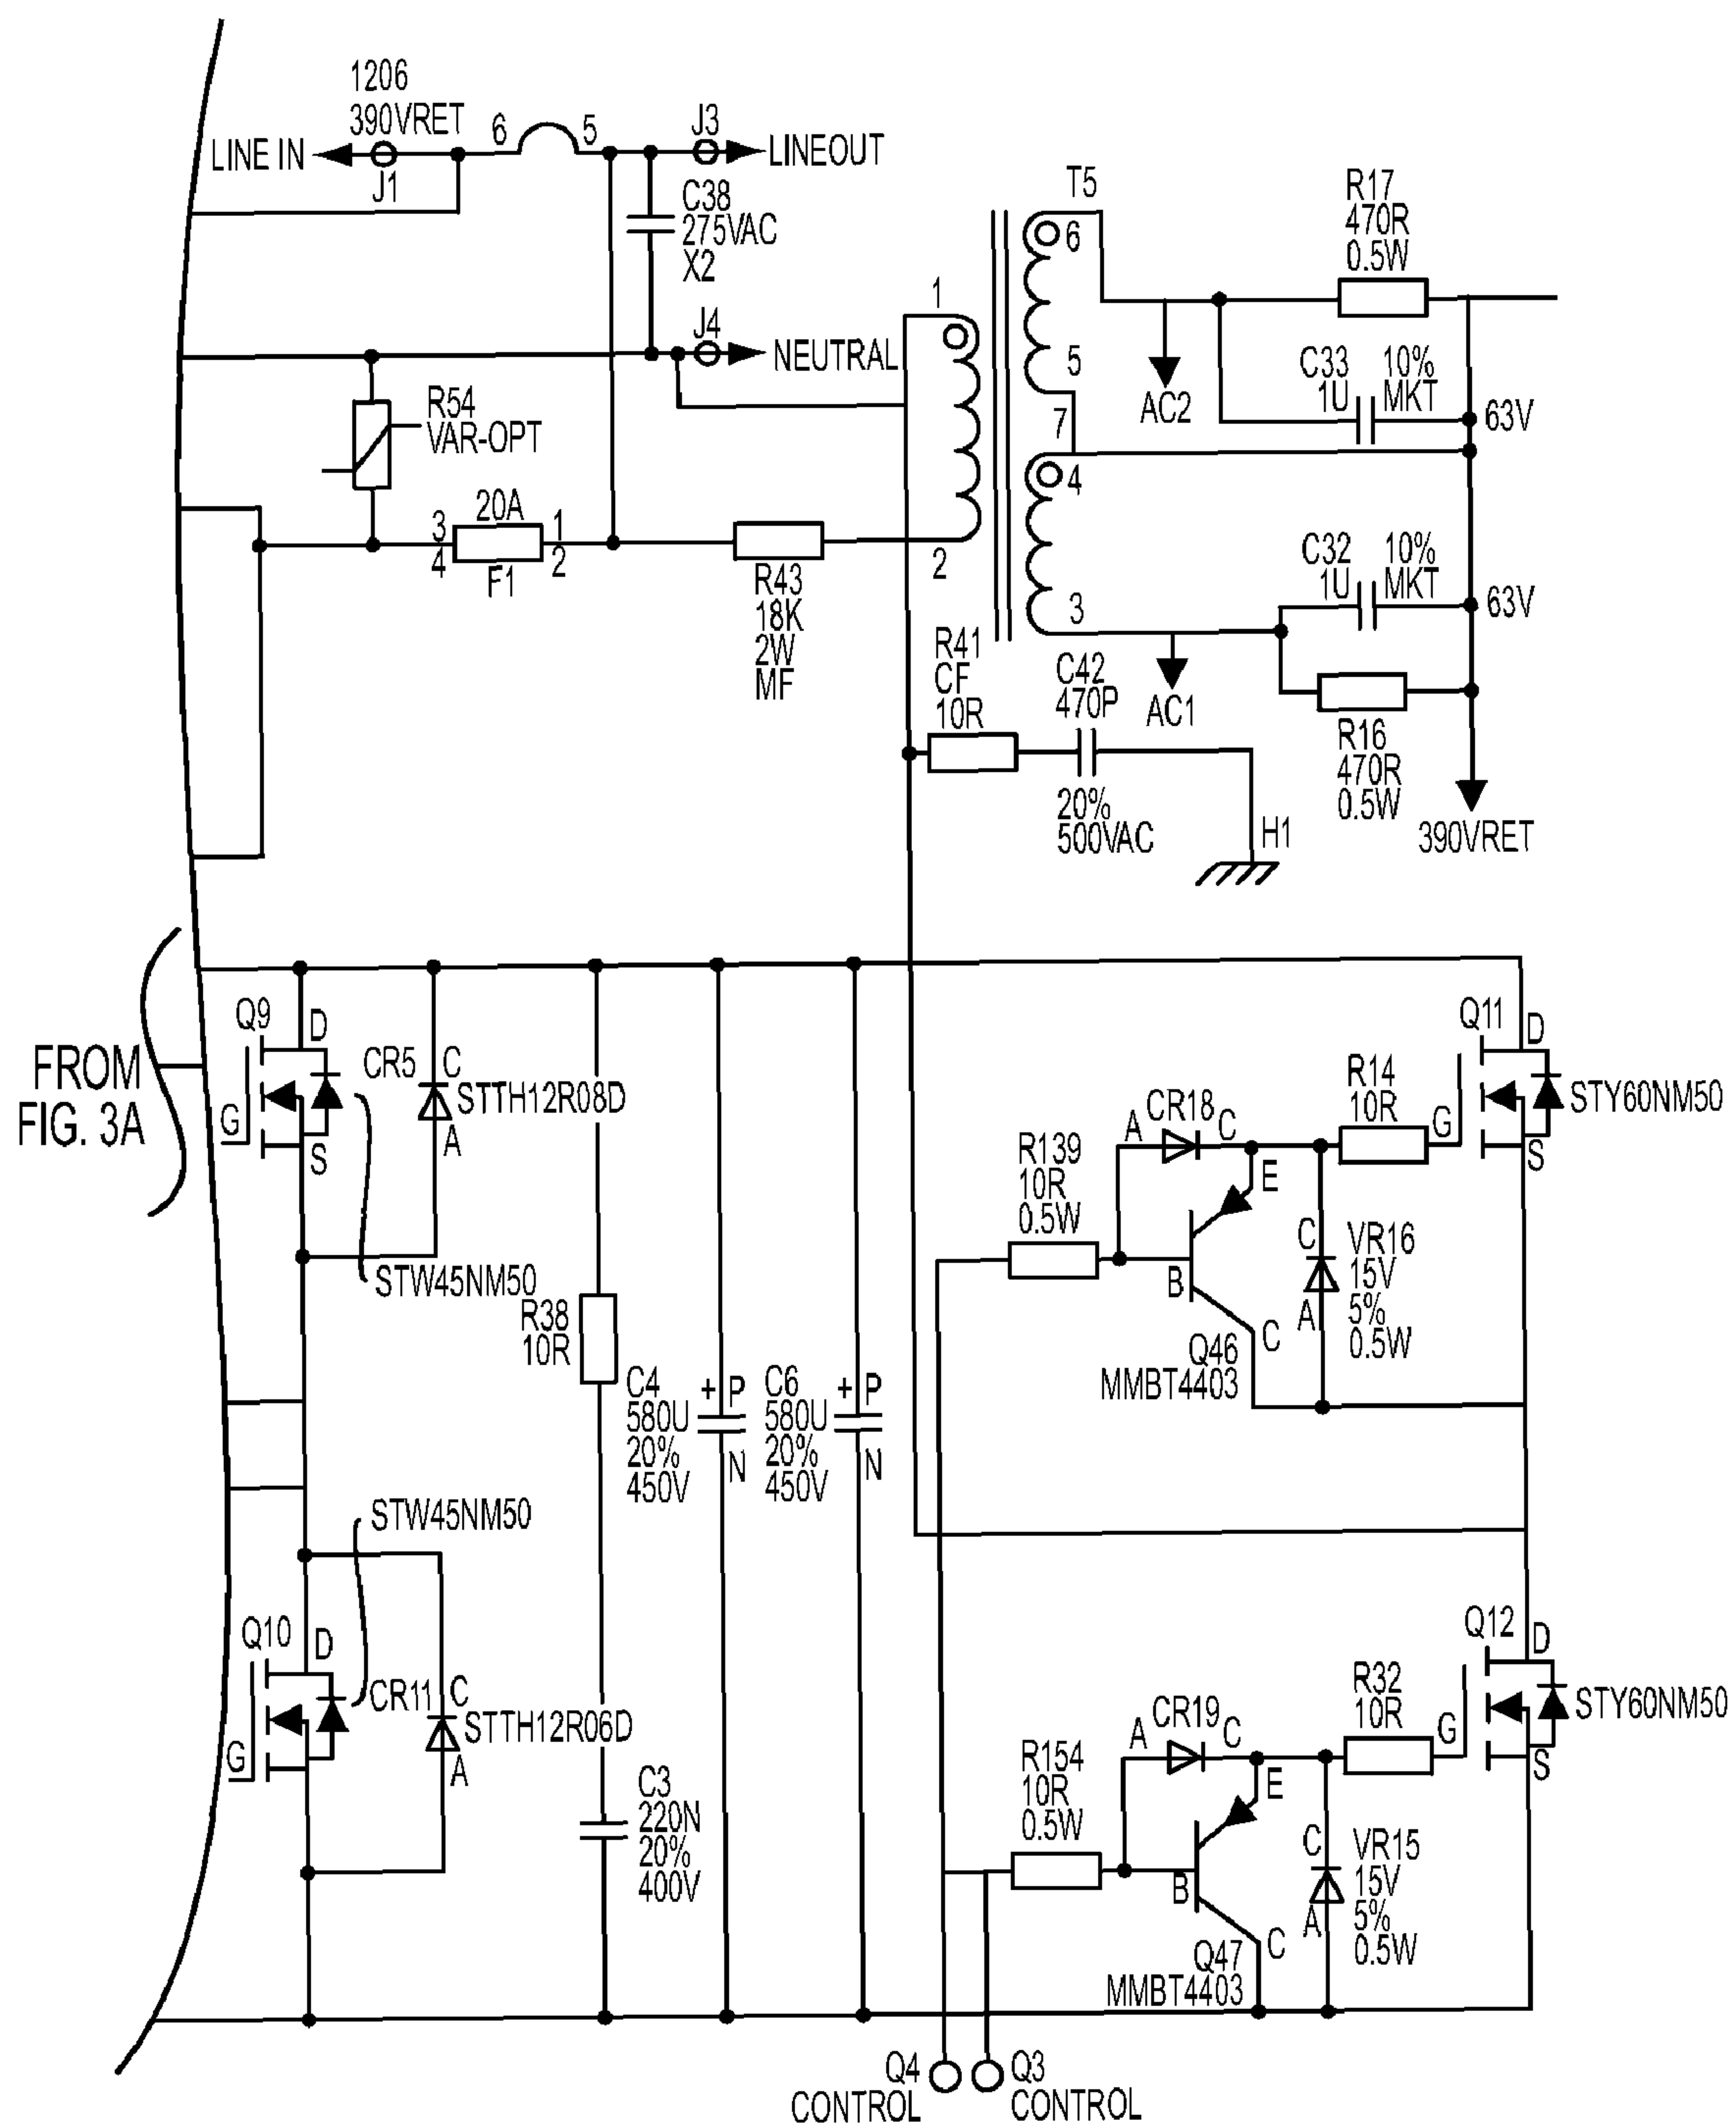 1206
390VRET
LINE IN
J1
6
5
J3
LINEOUT
C38
275VAC
X2
J4
NEUTRAL
R54
VAR-OPT
20A
3
4
1
2
F1
R43
18K
2W
MF
T5
1
2
6
5
7
4
3
R17
470R
0.5W
AC2
C33
1U
10%
MKT
63V
C32
1U
10%
MKT
63V
AC1
R16
470R
0.5W
390VRET
R41
CF
10R
C42
470P
20%
500VAC
H1
FROM
FIG. 3A
Q9
D
G
S
CR5
C
STTH12R08D
A
STW45NM50
R38
10R
C4
580U
20%
450V
+ P
N
C6
580U
20%
450V
+ P
N
Q11
D
G
S
STY60NM50
R14
10R
CR18
A
C
R139
10R
0.5W
E
B
C
Q46
MMBT4403
C
A
VR16
15V
5%
0.5W
STW45NM50
Q10
D
G
CR11
C
STTH12R06D
A
C3
220N
20%
400V
Q12
D
G
S
STY60NM50
R32
10R
CR19
A
C
R154
10R
0.5W
E
B
C
Q47
MMBT4403
C
A
VR15
15V
5%
0.5W
Q4
CONTROL
Q3
CONTROL